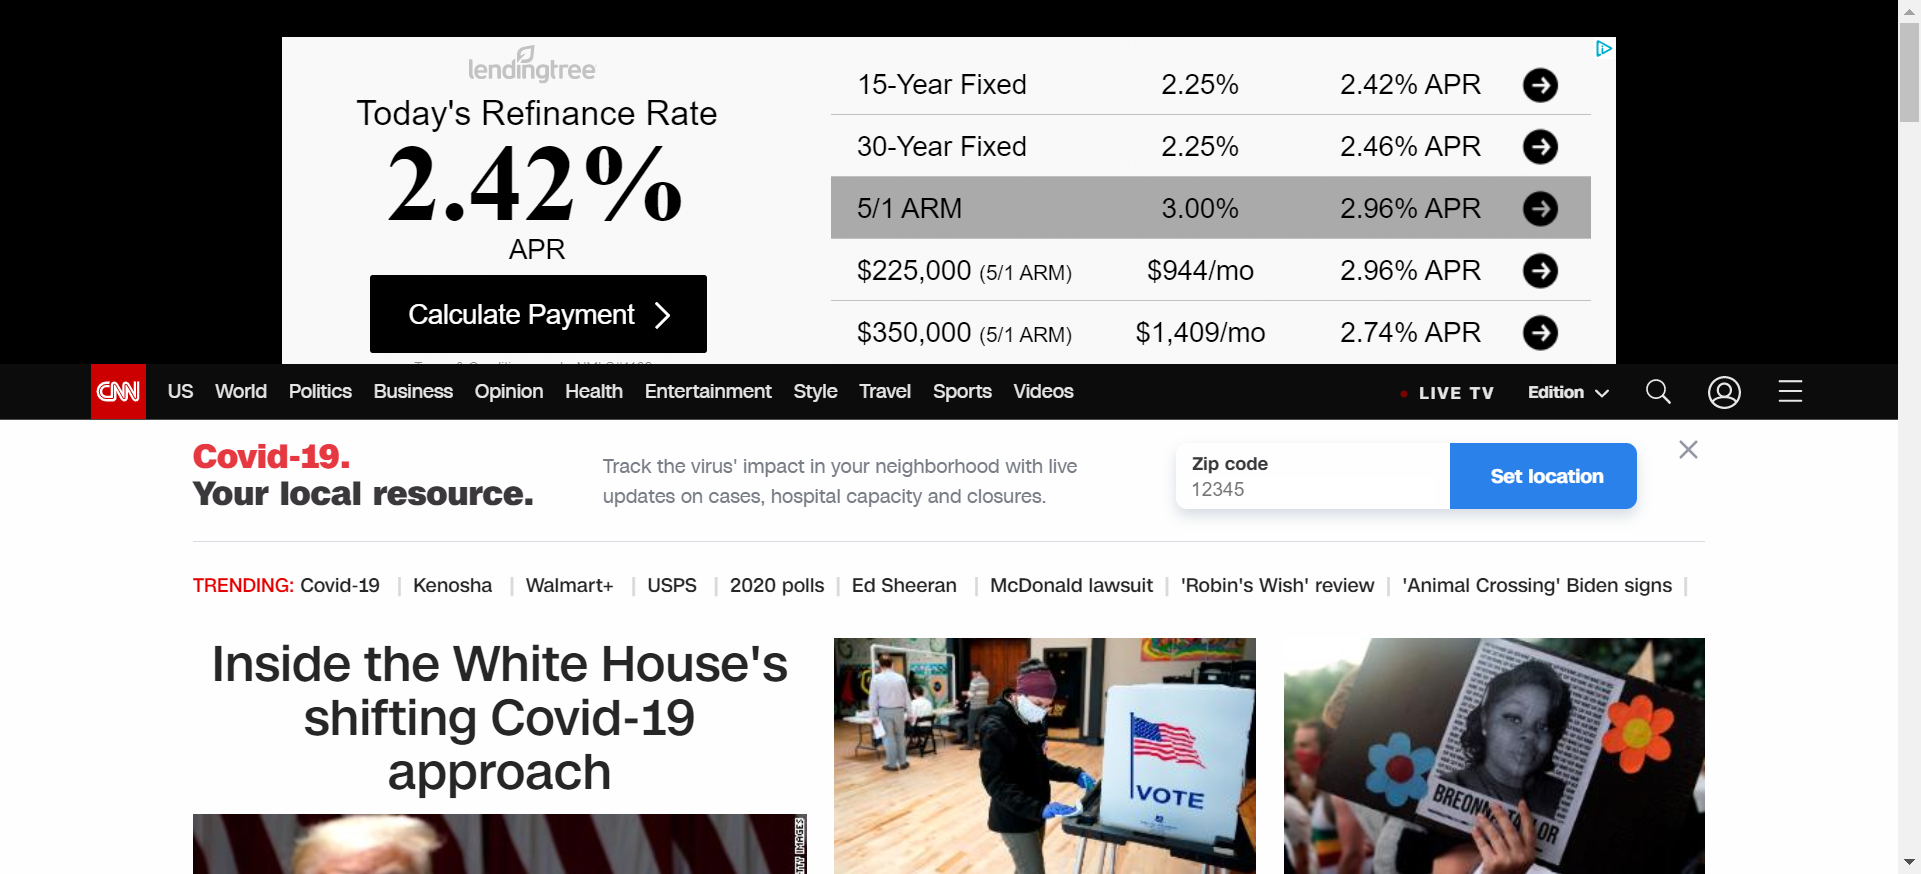 lendingtree
Today's Refinance Rate
2.42%
APR
Calculate Payment
15-Year Fixed 2.25% 2.42% APR
30-Year Fixed 2.25% 2.46% APR
5/1 ARM 3.00% 2.96% APR
$225,000 (5/1 ARM) $944/mo 2.96% APR
$350,000 (5/1 ARM) $1,409/mo 2.74% APR
CNN US World Politics Business Opinion Health Entertainment Style Travel Sports Videos LIVE TV Edition
Covid-19.
Your local resource.
Track the virus' impact in your neighborhood with live
updates on cases, hospital capacity and closures.
Zip code
12345
Set location
TRENDING: Covid-19 | Kenosha | Walmart+ | USPS | 2020 polls | Ed Sheeran | McDonald lawsuit | 'Robin's Wish' review | 'Animal Crossing' Biden signs |
Inside the White House's
shifting Covid-19
approach
IMAGES
VOTE
BREONNA TAYLOR